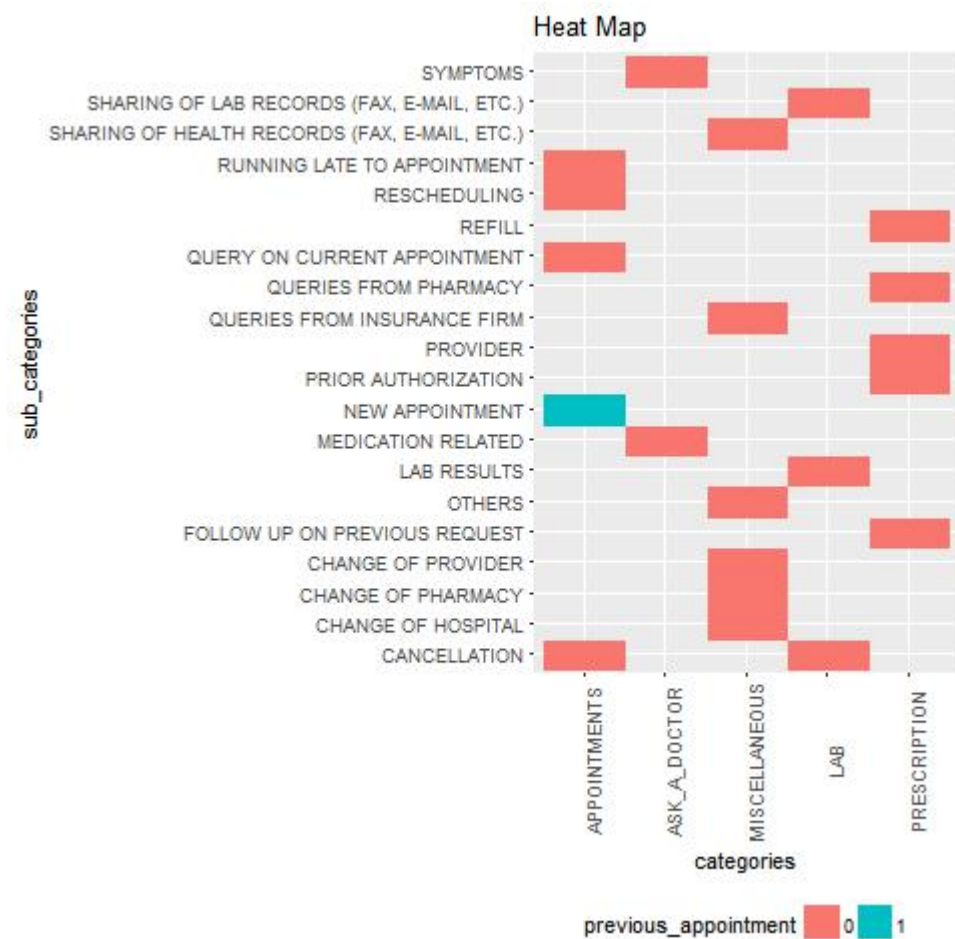 Heat Map
SYMPTOMS
SHARING OF LAB RECORDS (FAX, E-MAIL, ETC.)
SHARING OF HEALTH RECORDS (FAX, E-MAIL, ETC.)
RUNNING LATE TO APPOINTMENT
RESCHEDULING
REFILL
QUERY ON CURRENT APPOINTMENT
QUERIES FROM PHARMACY
QUERIES FROM INSURANCE FIRM
PROVIDER
PRIOR AUTHORIZATION
NEW APPOINTMENT
MEDICATION RELATED
LAB RESULTS
OTHERS
FOLLOW UP ON PREVIOUS REQUEST
CHANGE OF PROVIDER
CHANGE OF PHARMACY
CHANGE OF HOSPITAL
CANCELLATION
sub_categories
APPOINTMENTS
ASK_A_DOCTOR
MISCELLANEOUS
LAB
PRESCRIPTION
categories
previous_appointment 0 1